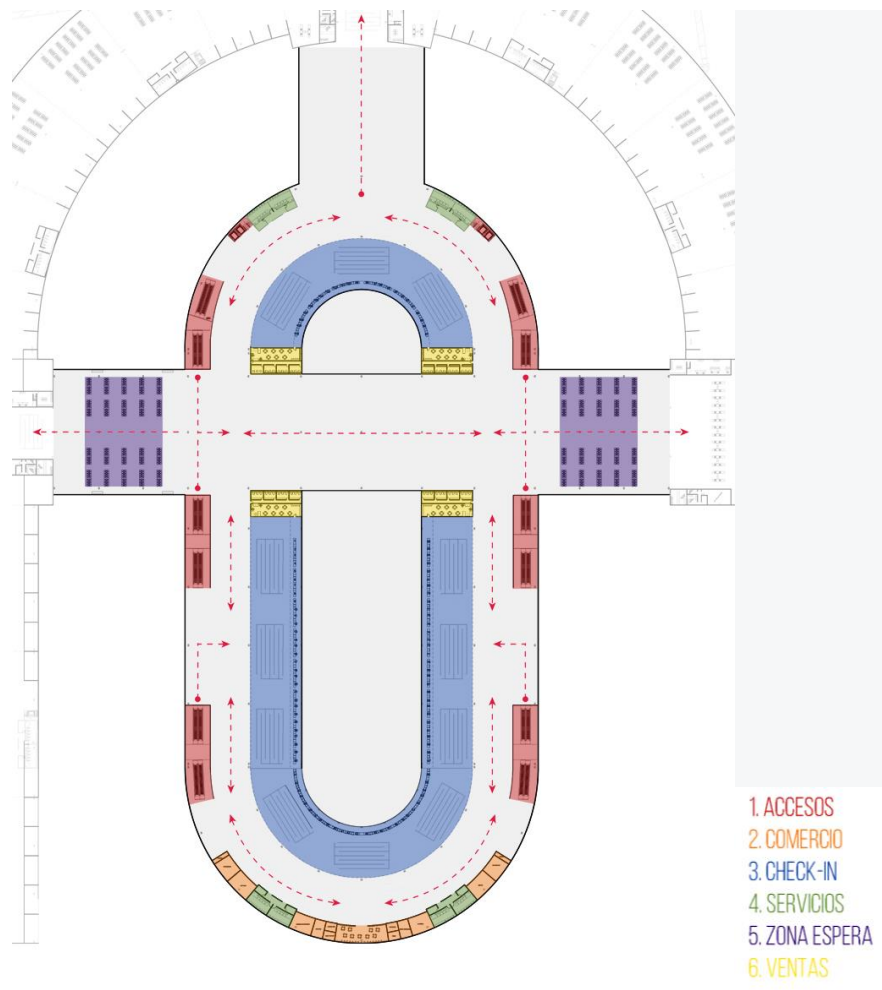 1. ACCESOS
2. COMERCIO
3. CHECK-IN
4. SERVICIOS
5. ZONA ESPERA
6. VENTAS